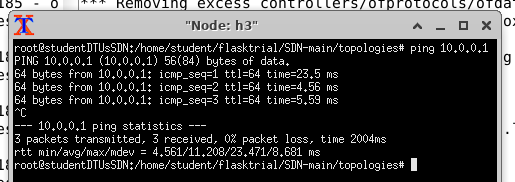 185 - o
*** Removing excess controllers/ofprotocols/ofdat
"Node: h3"
root@studentDTUsSDN:/home/student/flasktrial/SDN-main/topologies# ping 10.0.0.1
PING 10.0.0.1 (10.0.0.1) 56(84) bytes of data.
64 bytes from 10.0.0.1: icmp_seq=1 ttl=64 time=23.5 ms
64 bytes from 10.0.0.1: icmp_seq=2 ttl=64 time=4.56 ms
64 bytes from 10.0.0.1: icmp_seq=3 ttl=64 time=5.59 ms
^C
--- 10.0.0.1 ping statistics ---
3 packets transmitted, 3 received, 0% packet loss, time 2004ms
rtt min/avg/max/mdev = 4.561/11.208/23.471/8.681 ms
root@studentDTUsSDN:/home/student/flasktrial/SDN-main/topologies#